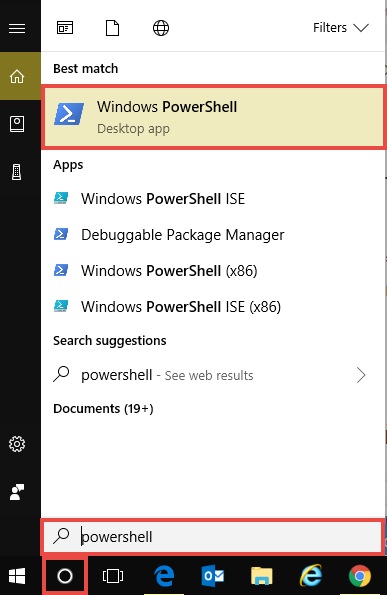 Filters
Best match
Windows PowerShell
Desktop app
Apps
Windows PowerShell ISE
Debuggable Package Manager
Windows PowerShell (x86)
Windows PowerShell ISE (x86)
Search suggestions
powershell - See web results
Documents (19+)
powershell